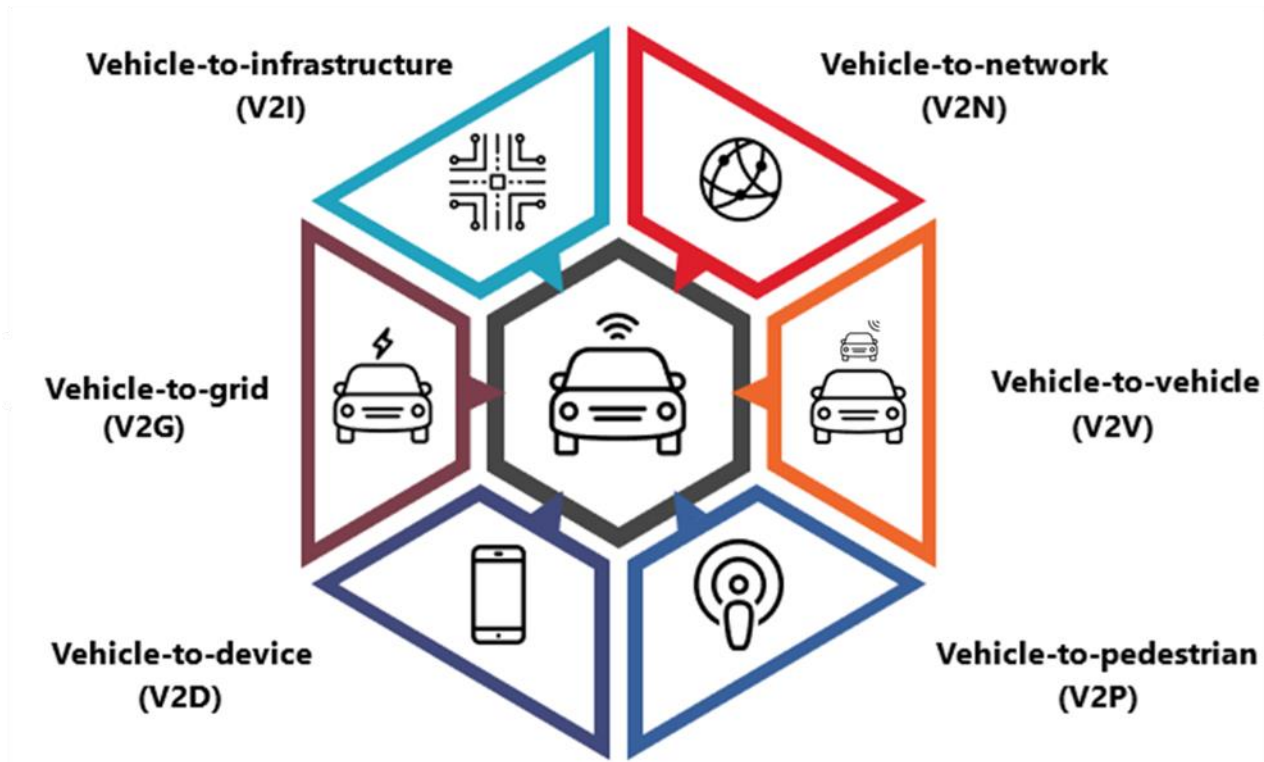 Vehicle-to-infrastructure
(V2I)
Vehicle-to-network
(V2N)
Vehicle-to-grid
(V2G)
Vehicle-to-vehicle
(V2V)
Vehicle-to-device
(V2D)
Vehicle-to-pedestrian
(V2P)